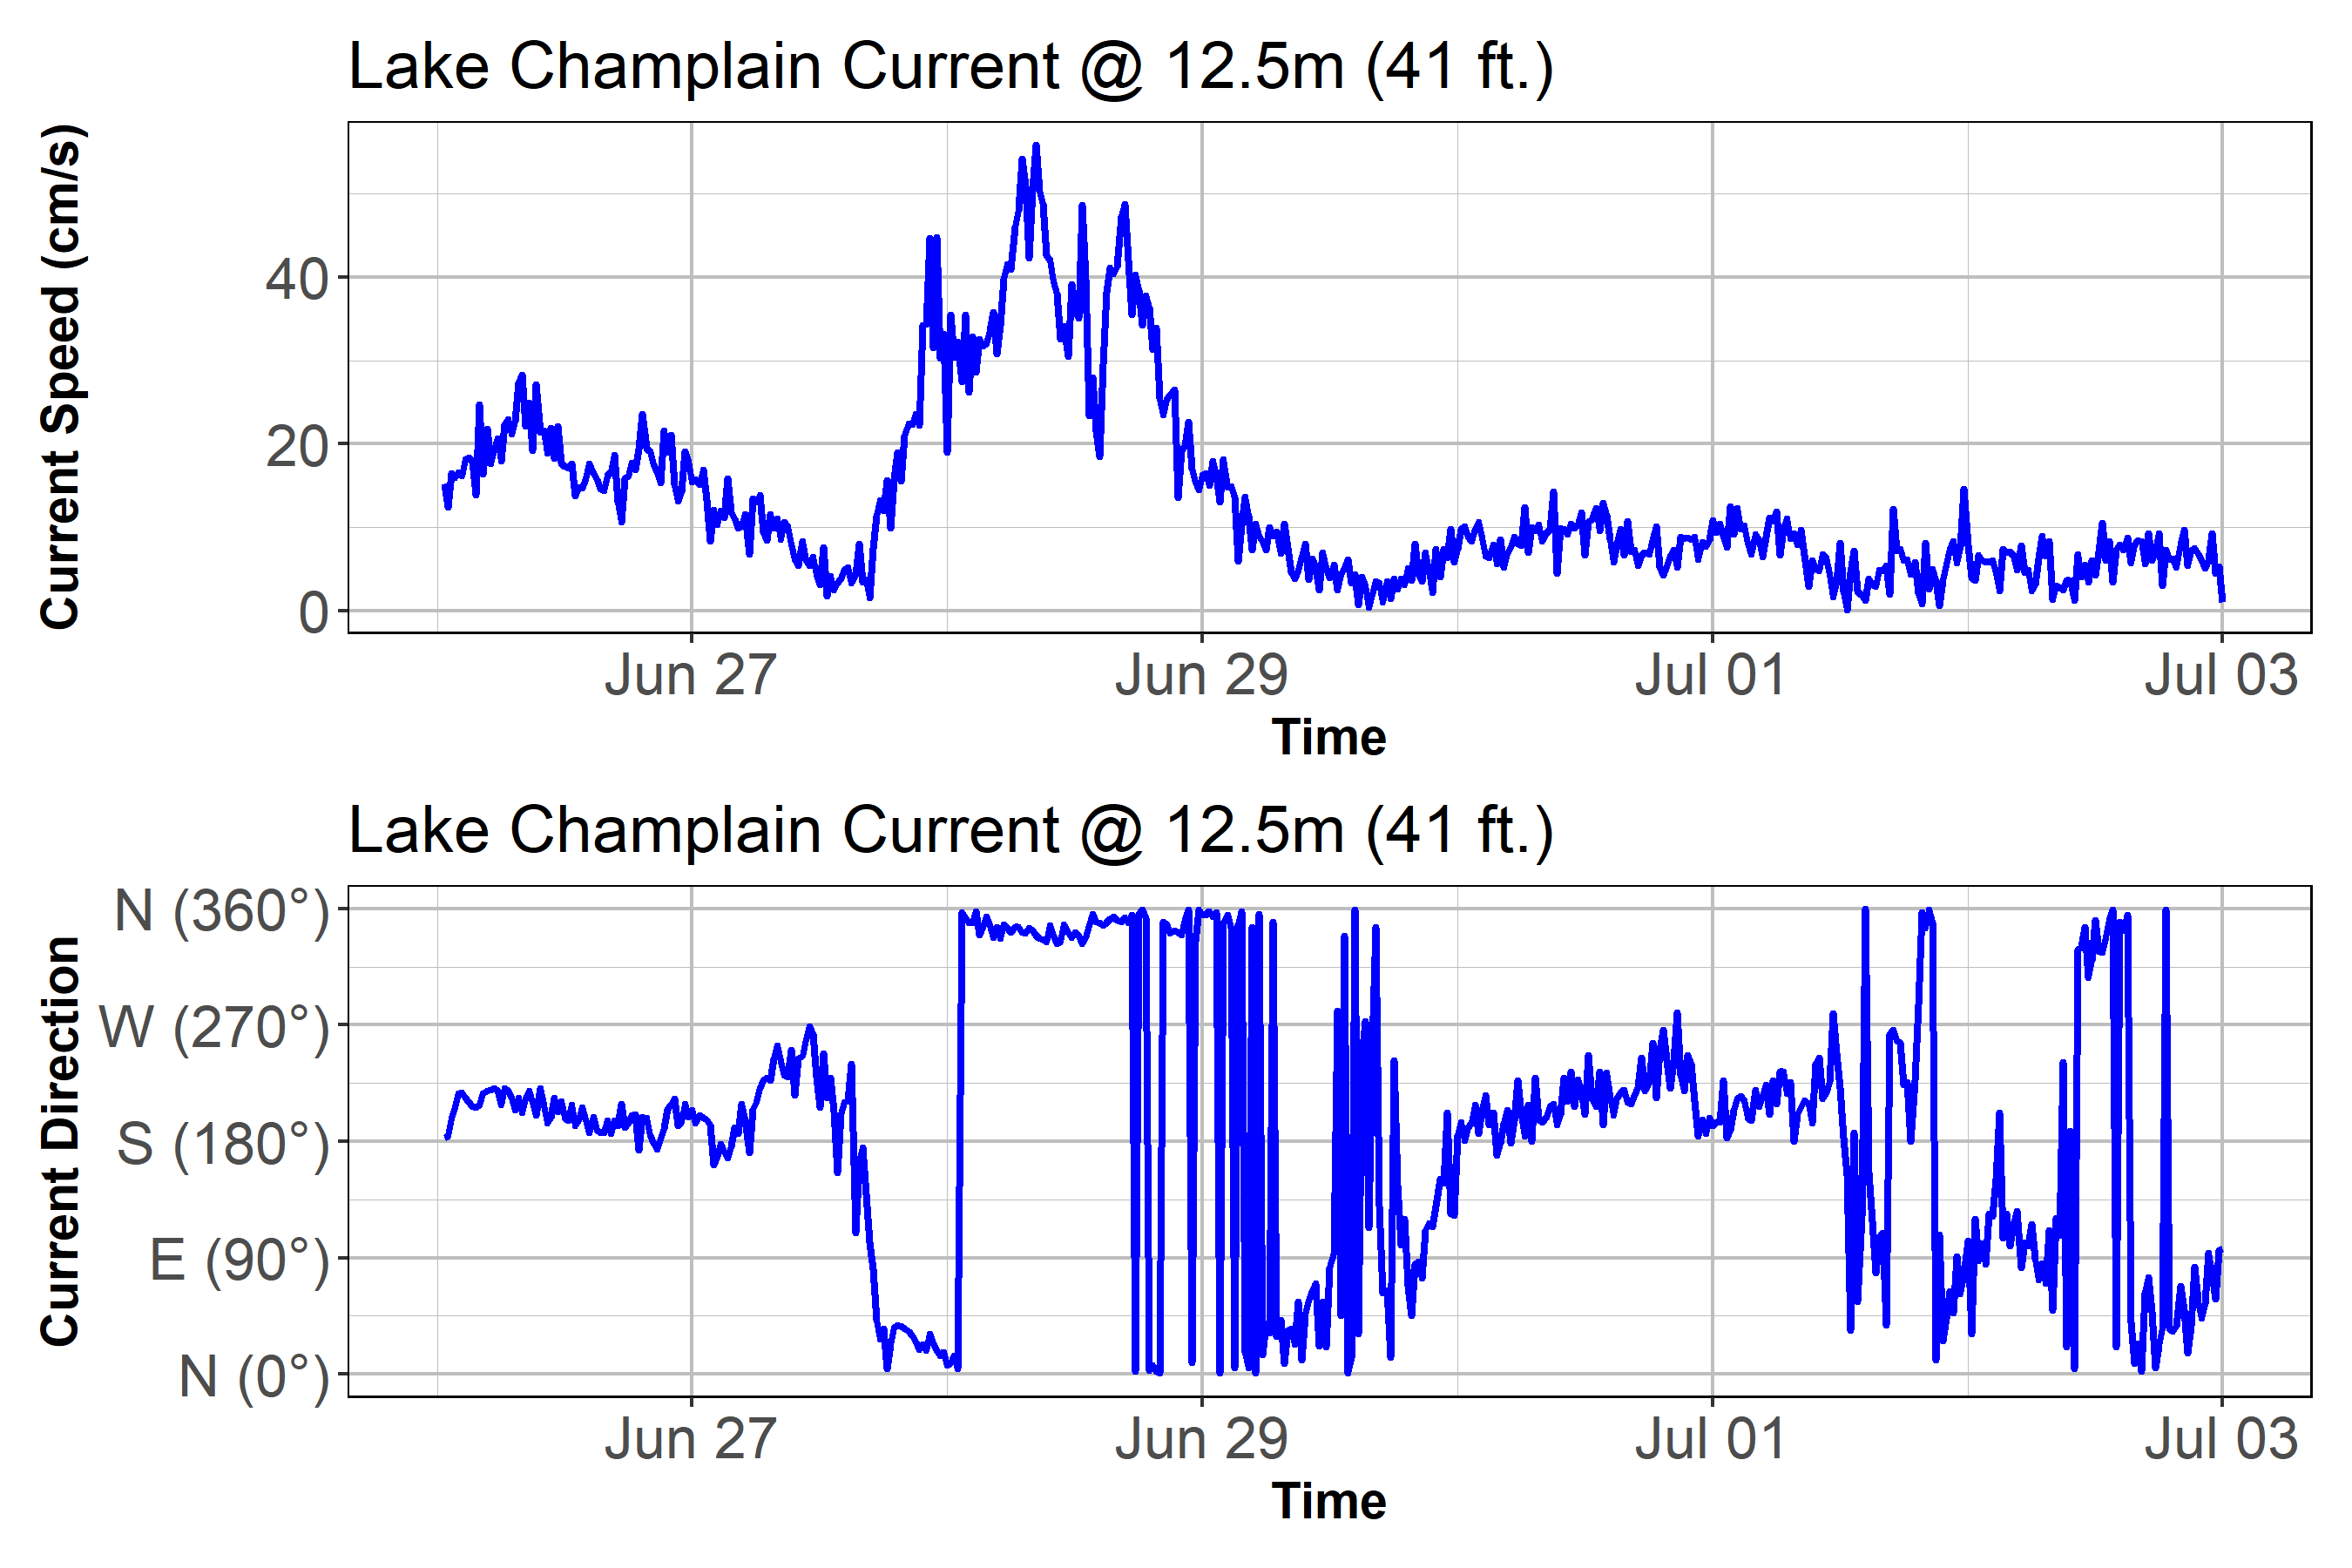 Lake Champlain Current @ 12.5m (41 ft.)
Current Speed (cm/s)
40
20
0
Jun 27 Jun 29 Jul 01 Jul 03
Time
Lake Champlain Current @ 12.5m (41 ft.)
Current Direction
N (360°)
W (270°)
S (180°)
E (90°)
N (0°)
Jun 27 Jun 29 Jul 01 Jul 03
Time